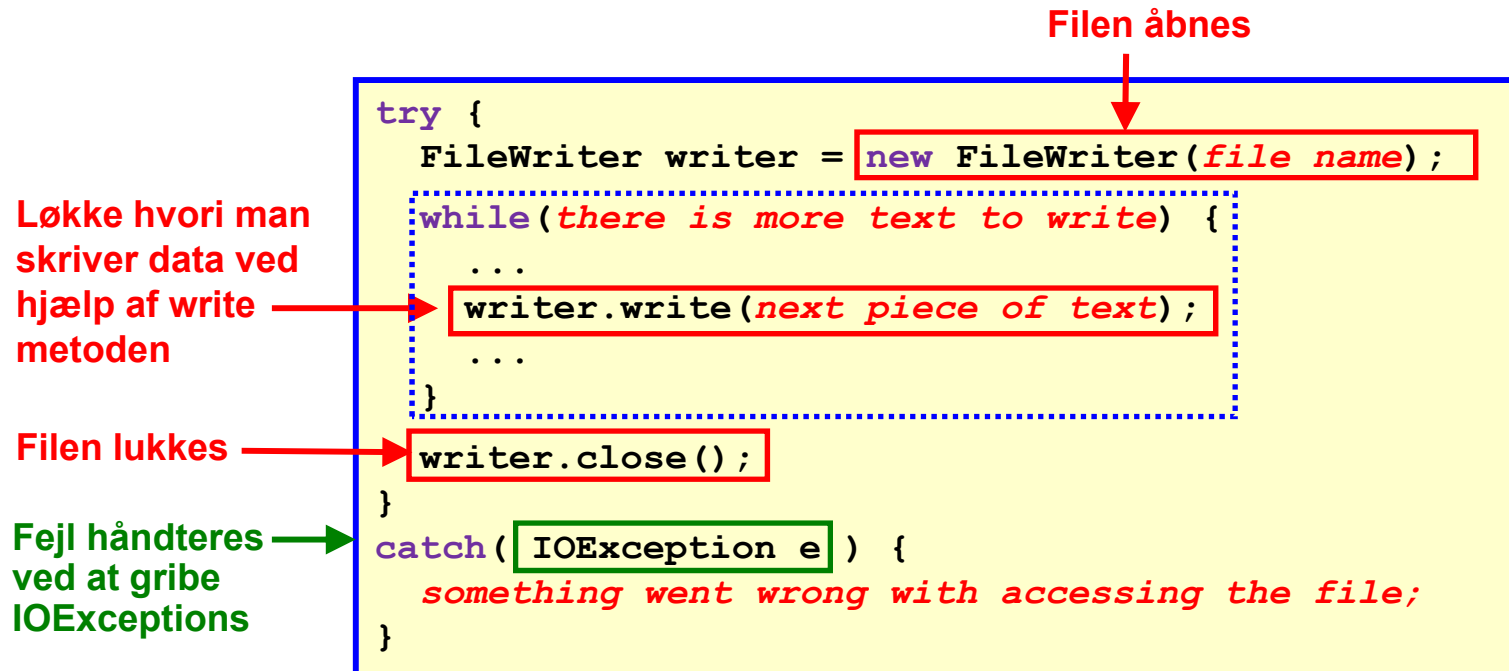 Filen åbnes
try {
FileWriter writer = new FileWriter(file name);
Løkke hvori man
skriver data ved
hjælp af write
metoden
while(there is more text to write) {
...
writer.write(next piece of text);
...
}
Filen lukkes
writer.close();
}
Fejl håndteres
ved at gribe
IOExceptions
catch( IOException e ) {
something went wrong with accessing the file;
}